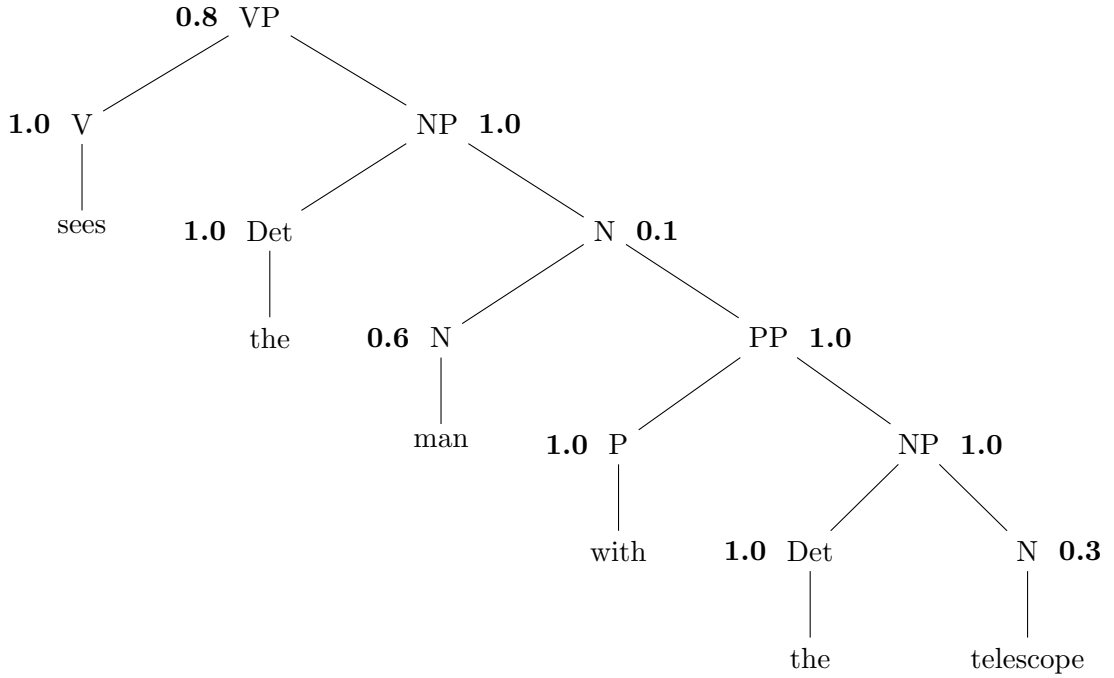 0.8 VP
1.0 V NP 1.0
sees 1.0 Det N 0.1
the 0.6 N PP 1.0
man 1.0 P NP 1.0
with 1.0 Det N 0.3
the telescope